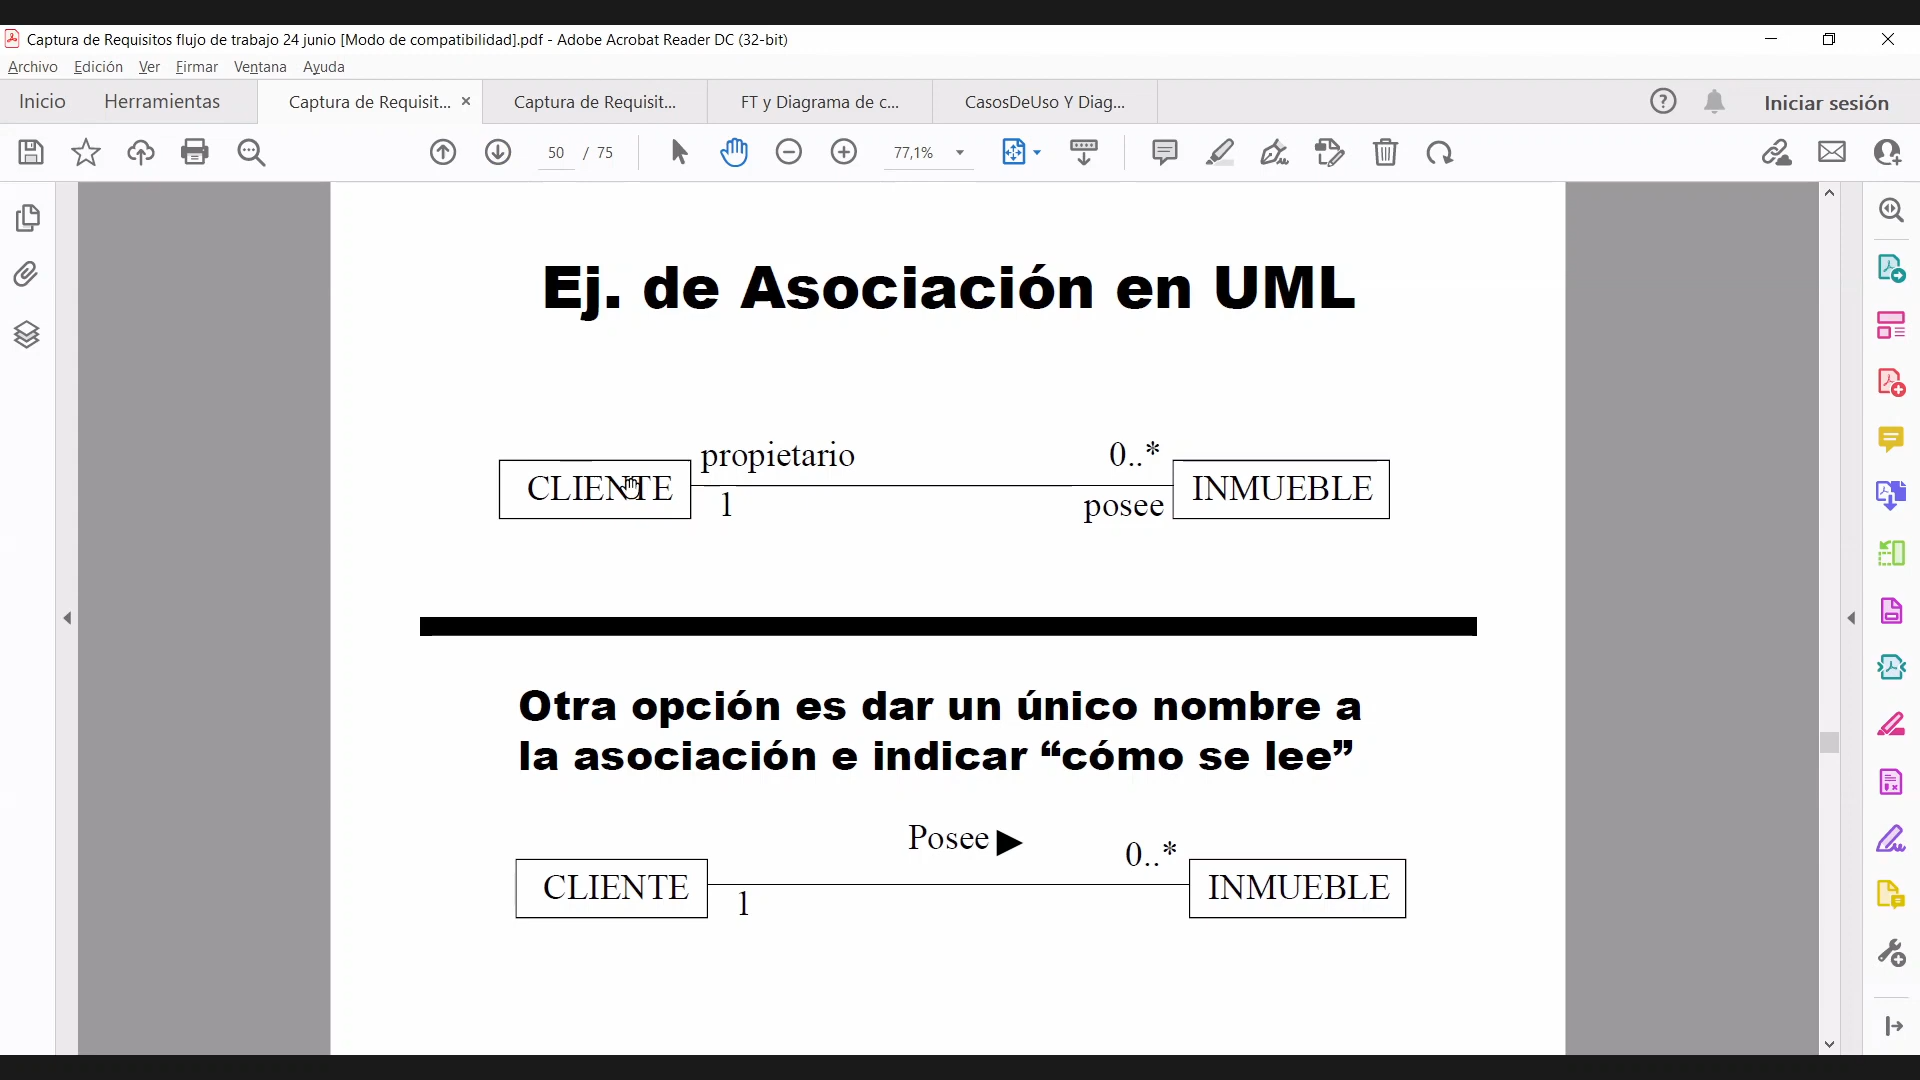 Captura de Requisitos flujo de trabajo 24 junio [Modo de compatibilidad].pdf - Adobe Acrobat Reader DC (32-bit)
Archivo Edición Ver Firmar Ventana Ayuda
Inicio Herramientas Captura de Requisit... × Captura de Requisit... FT y Diagrama de c... CasosDeUso Y Diag... Iniciar sesión
50 / 75 77,1%
Ej. de Asociación en UML
propietario 0..*
CLIENTE INMUEBLE
1 posee
Otra opción es dar un único nombre a
la asociación e indicar “cómo se lee”
Posee ▶
0..*
CLIENTE INMUEBLE
1